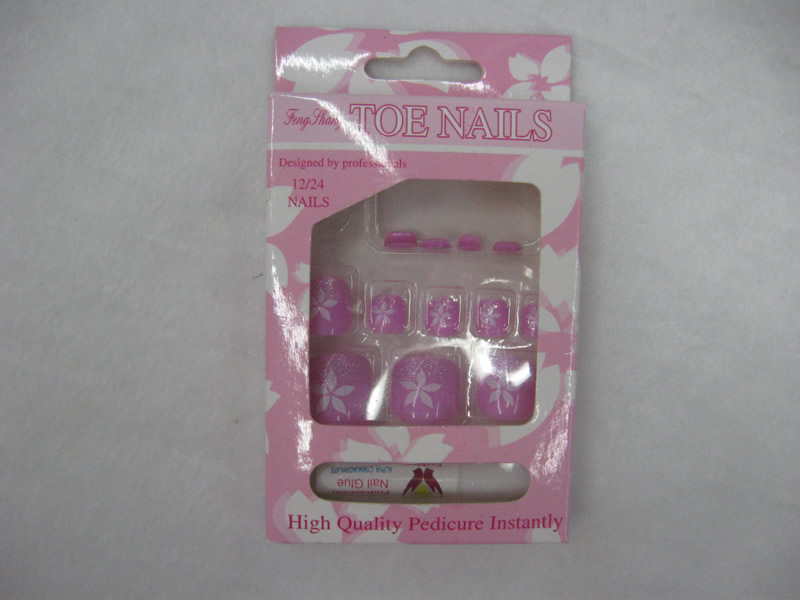 Feng Shang TOE NAILS
Designed by professionals
12/24
NAILS
Nail Glue
High Quality Pedicure Instantly